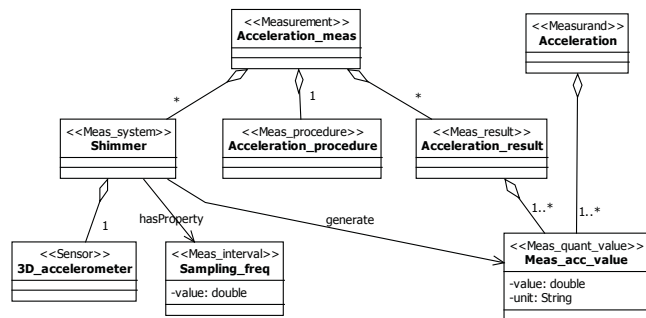 <<Measurement>>
Acceleration_meas
<<Measurand>>
Acceleration
*
1
*
<<Meas_system>>
Shimmer
<<Meas_procedure>>
Acceleration_procedure
<<Meas_result>>
Acceleration_result
1
hasProperty
generate
1..*
1..*
<<Sensor>>
3D_accelerometer
<<Meas_interval>>
Sampling_freq
-value: double
<<Meas_quant_value>>
Meas_acc_value
-value: double
-unit: String